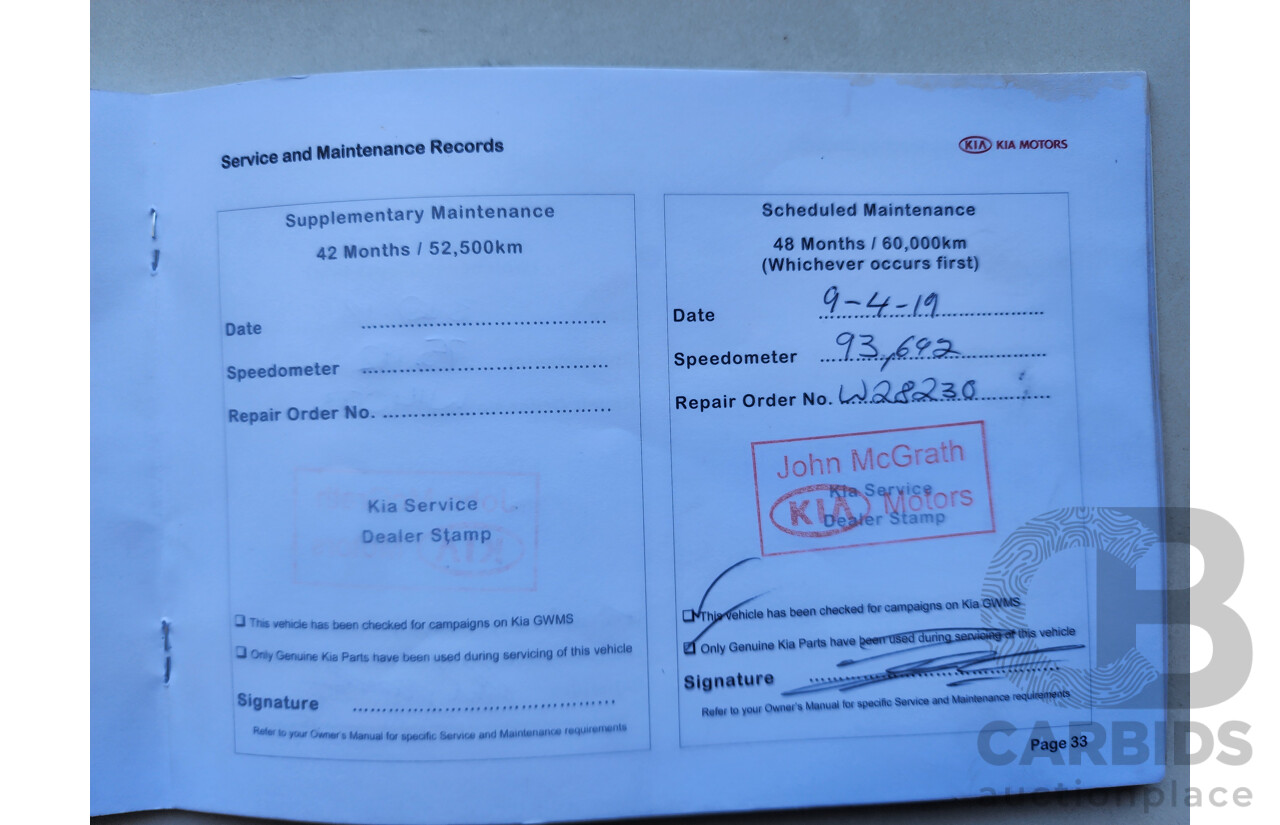 Service and Maintenance Records
KIA KIA MOTORS
Supplementary Maintenance
42 Months / 52,500km
Date
Speedometer
Repair Order No.
Kia Service
Dealer Stamp
This vehicle has been checked for campaigns on Kia GWMS
Only Genuine Kia Parts have been used during servicing of this vehicle
Signature
Refer to your Owner's Manual for specific Service and Maintenance requirements
Scheduled Maintenance
48 Months / 60,000km
(Whichever occurs first)
Date 9-4-19
Speedometer 93,692
Repair Order No. W28230
John McGrath
Kia Service
KIA Motors
Dealer Stamp
This vehicle has been checked for campaigns on Kia GWMS
Only Genuine Kia Parts have been used during servicing of this vehicle
Signature
Refer to your Owner's Manual for specific Service and Maintenance requirements
Page 33
CB
CARBIDS
auctionplace